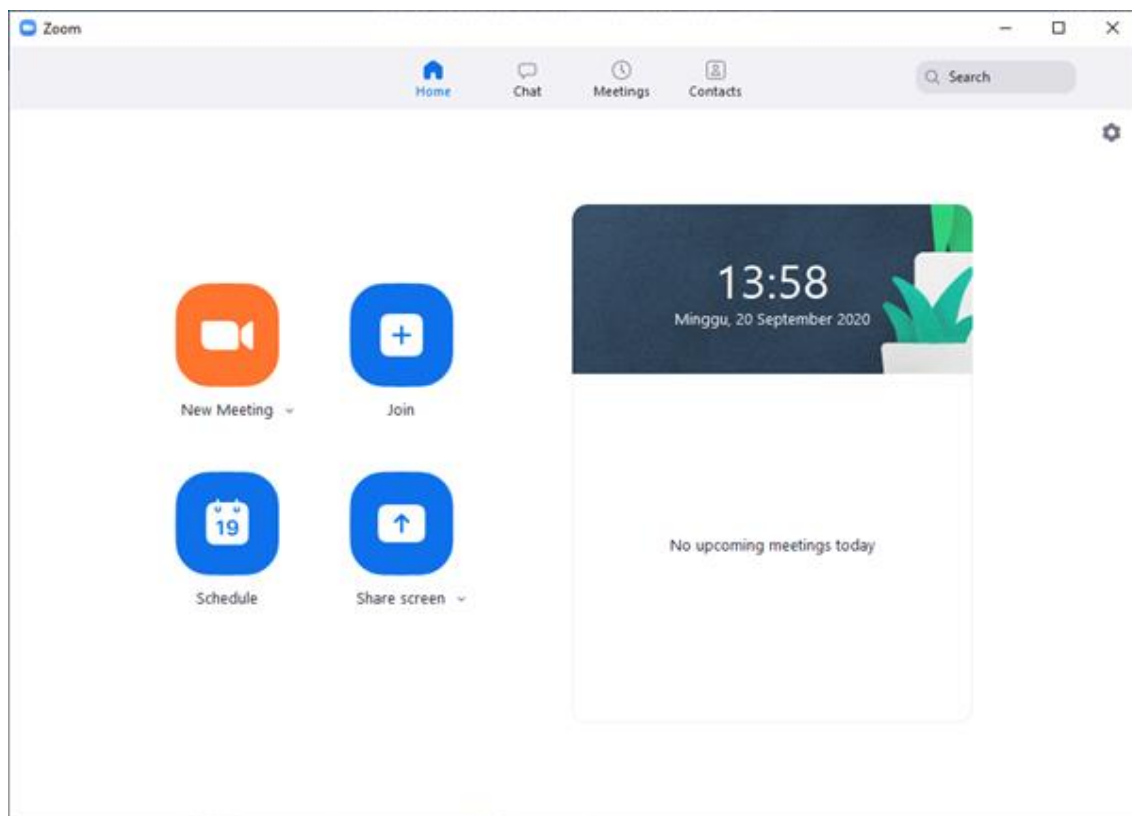 Zoom
Home
Chat
Meetings
Contacts
Search
13:58
Minggu, 20 September 2020
New Meeting
Join
19
Schedule
Share screen
No upcoming meetings today